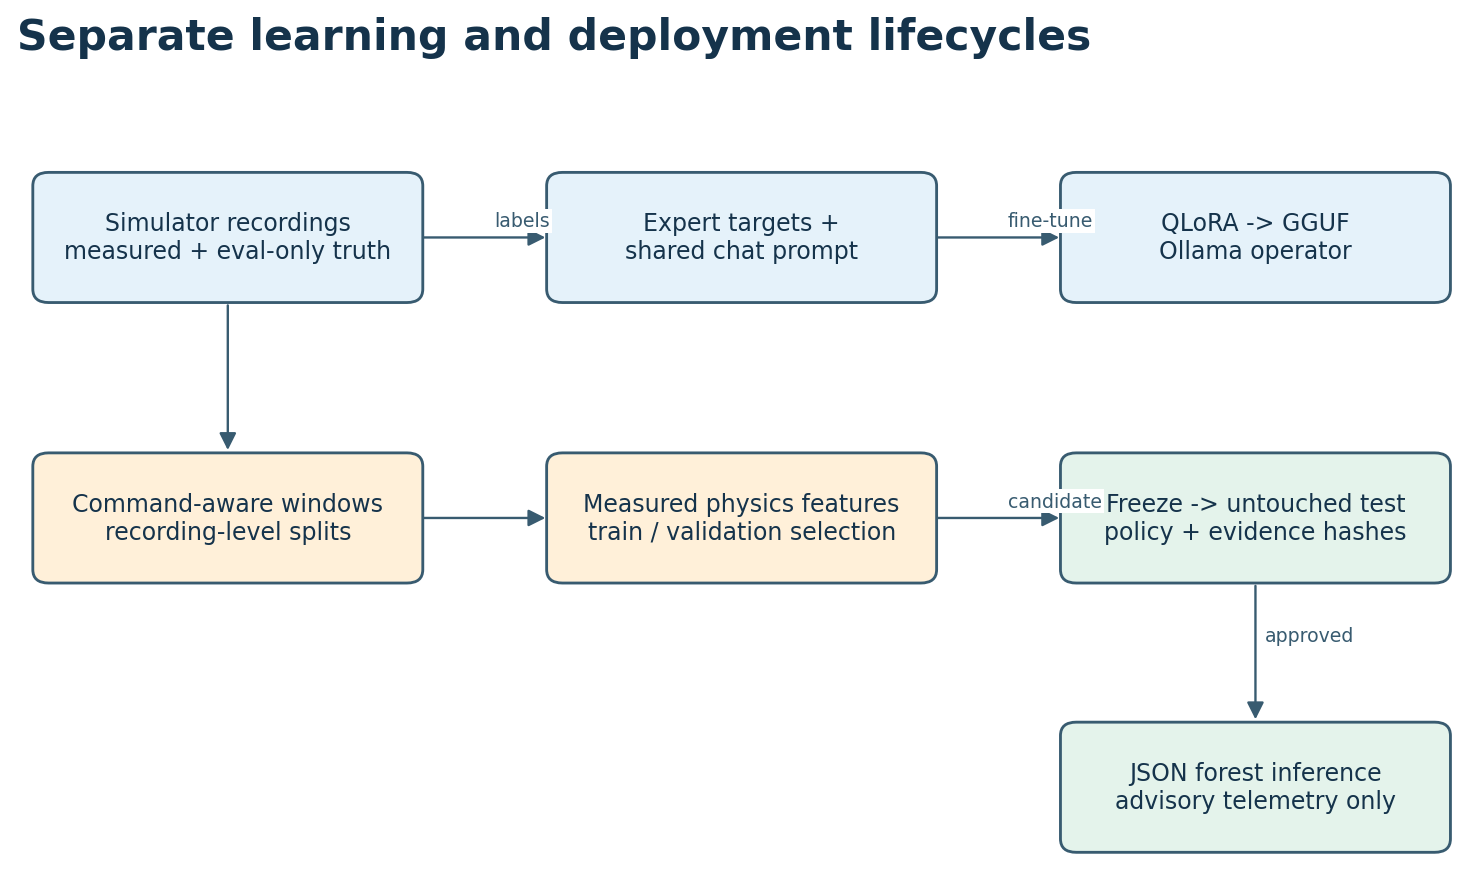 Separate learning and deployment lifecycles
Simulator recordings
measured + eval-only truth
labels
Expert targets +
shared chat prompt
fine-tune
QLoRA -> GGUF
Ollama operator
Command-aware windows
recording-level splits
Measured physics features
train / validation selection
candidate
Freeze -> untouched test
policy + evidence hashes
approved
JSON forest inference
advisory telemetry only